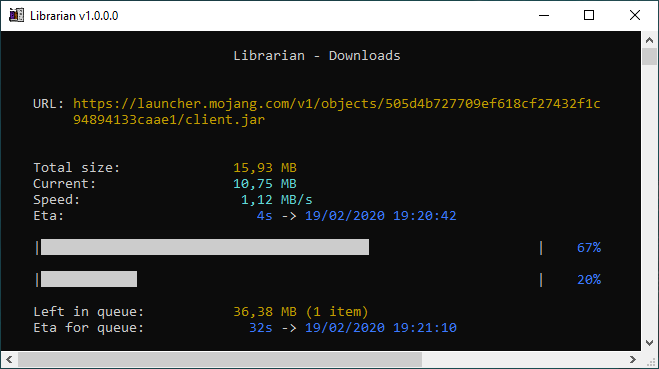 Librarian v1.0.0.0
Librarian - Downloads
URL: https://launcher.mojang.com/v1/objects/505d4b727709ef618cf27432f1c
94894133caae1/client.jar
Total size: 15,93 MB
Current: 10,75 MB
Speed: 1,12 MB/s
Eta: 4s -> 19/02/2020 19:20:42
| | 67%
| | 20%
Left in queue: 36,38 MB (1 item)
Eta for queue: 32s -> 19/02/2020 19:21:10